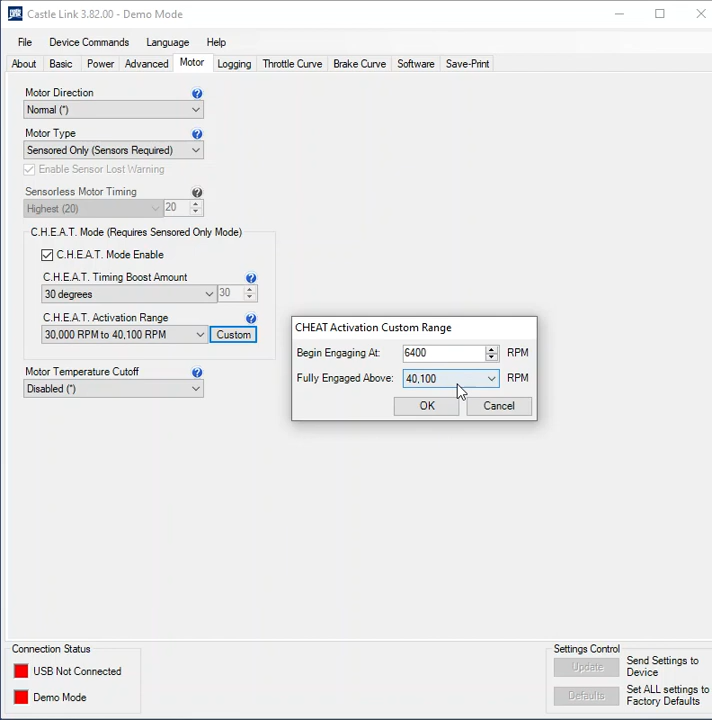 Castle Link 3.82.00 - Demo Mode
File Device Commands Language Help
About Basic Power Advanced Motor Logging Throttle Curve Brake Curve Software Save-Print
Motor Direction
Normal (*)
Motor Type
Sensored Only (Sensors Required)
Enable Sensor Lost Warning
Sensorless Motor Timing
Highest (20) 20
C.H.E.A.T. Mode (Requires Sensored Only Mode)
C.H.E.A.T. Mode Enable
C.H.E.A.T. Timing Boost Amount
30 degrees 30
C.H.E.A.T. Activation Range
30,000 RPM to 40,100 RPM Custom
Motor Temperature Cutoff
Disabled (*)
CHEAT Activation Custom Range
Begin Engaging At: 6400 RPM
Fully Engaged Above: 40,100 RPM
OK Cancel
Connection Status
USB Not Connected
Demo Mode
Settings Control
Update Send Settings to
Device
Defaults Set ALL settings to
Factory Defaults